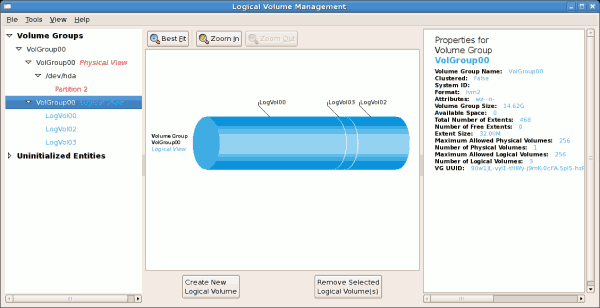 Logical Volume Management
File Tools View Help
Volume Groups
VolGroup00
VolGroup00 Physical View
/dev/hda
Partition 2
VolGroup00
LogVol00
LogVol02
LogVol03
Uninitialized Entities
Best Fit Zoom In Zoom Out
LogVol00 LogVol03 LogVol02
Volume Group
VolGroup00
Logical View
Create New
Logical Volume
Remove Selected
Logical Volume(s)
Properties for
Volume Group
VolGroup00
Volume Group Name: VolGroup00
Clustered: False
System ID:
Format: lvm2
Attributes: wz--n-
Volume Group Size: 14.62G
Available Space: 0
Total Number of Extents: 468
Number of Free Extents: 0
Extent Size: 32.00M
Maximum Allowed Physical Volumes: 256
Number of Physical Volumes: 1
Maximum Allowed Logical Volumes: 256
Number of Logical Volumes: 3
VG UUID: